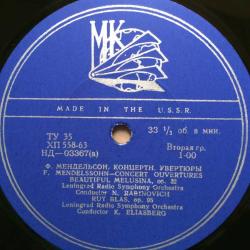 МК
MADE IN THE U.S.S.R.
ТУ 35
ХП 558-63
НД—03367(а)
33 1/3 об. в мин.
Вторая гр.
1-00
Ф. МЕНДЕЛЬСОН, КОНЦЕРТН. УВЕРТЮРЫ
F. MENDELSSOHN—CONCERT OUVERTURES
BEAUTIFUL MELUSINA, op. 32
Leningrad Radio Symphony Orchestra
Conductor N. RABINOVICH
RUY BLAS, op. 95
Leningrad Radio Symphony Orchestra
Conductor K. ELIASBERG